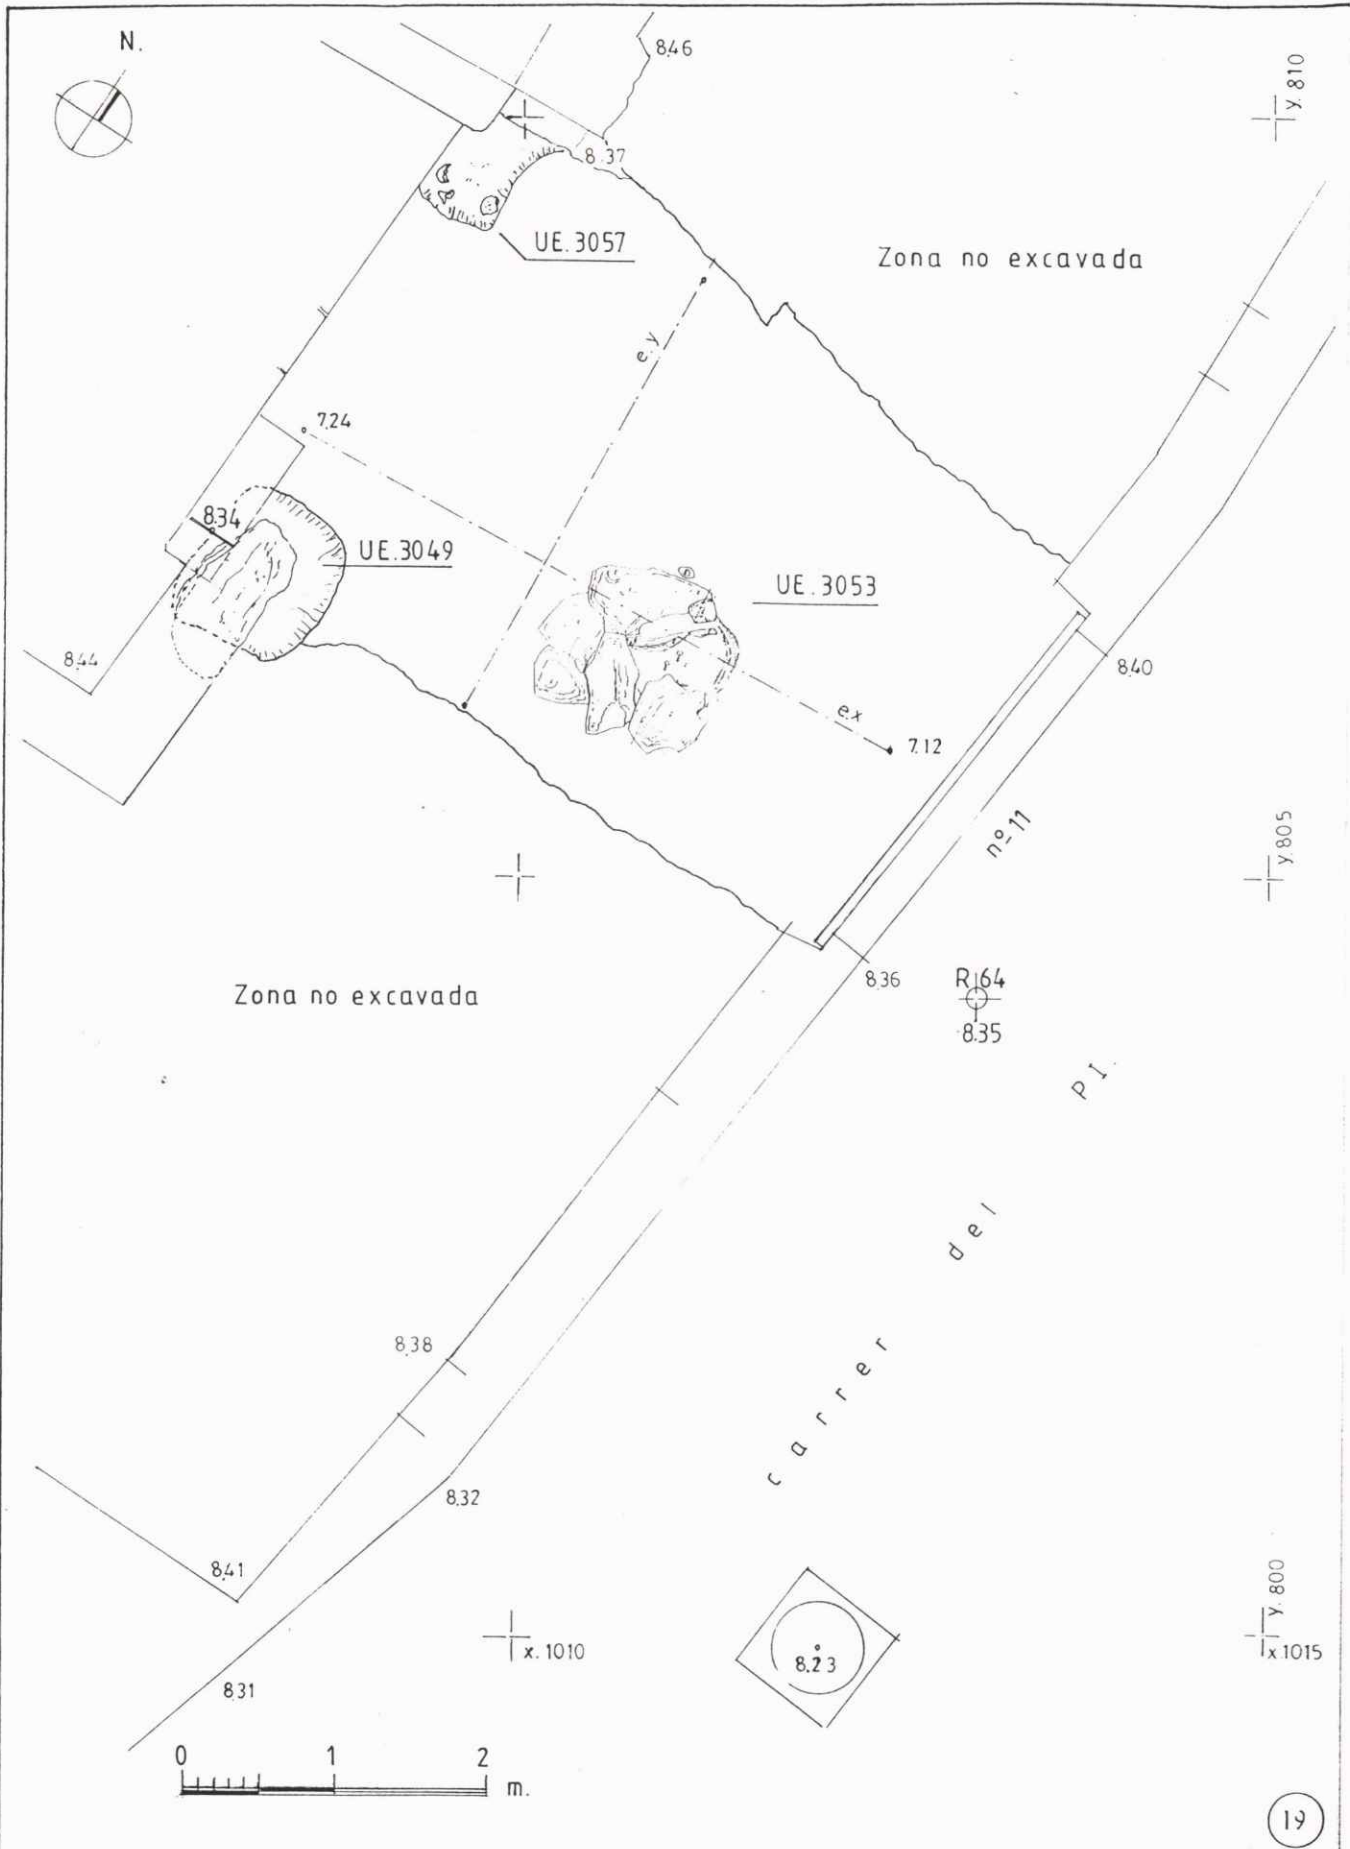 N.
8.46
y. 810
8.37
UE. 3057
Zona no excavada
e.y
7.24
8.34
UE. 3049
UE. 3053
8.44
8.40
e.x
7.12
nº 11
y. 805
8.36
R 64
8.35
Zona no excavada
carrer del PI.
8.38
8.32
8.41
y. 800
x. 1010
8.23
x 1015
8.31
0 1 2
m.
19